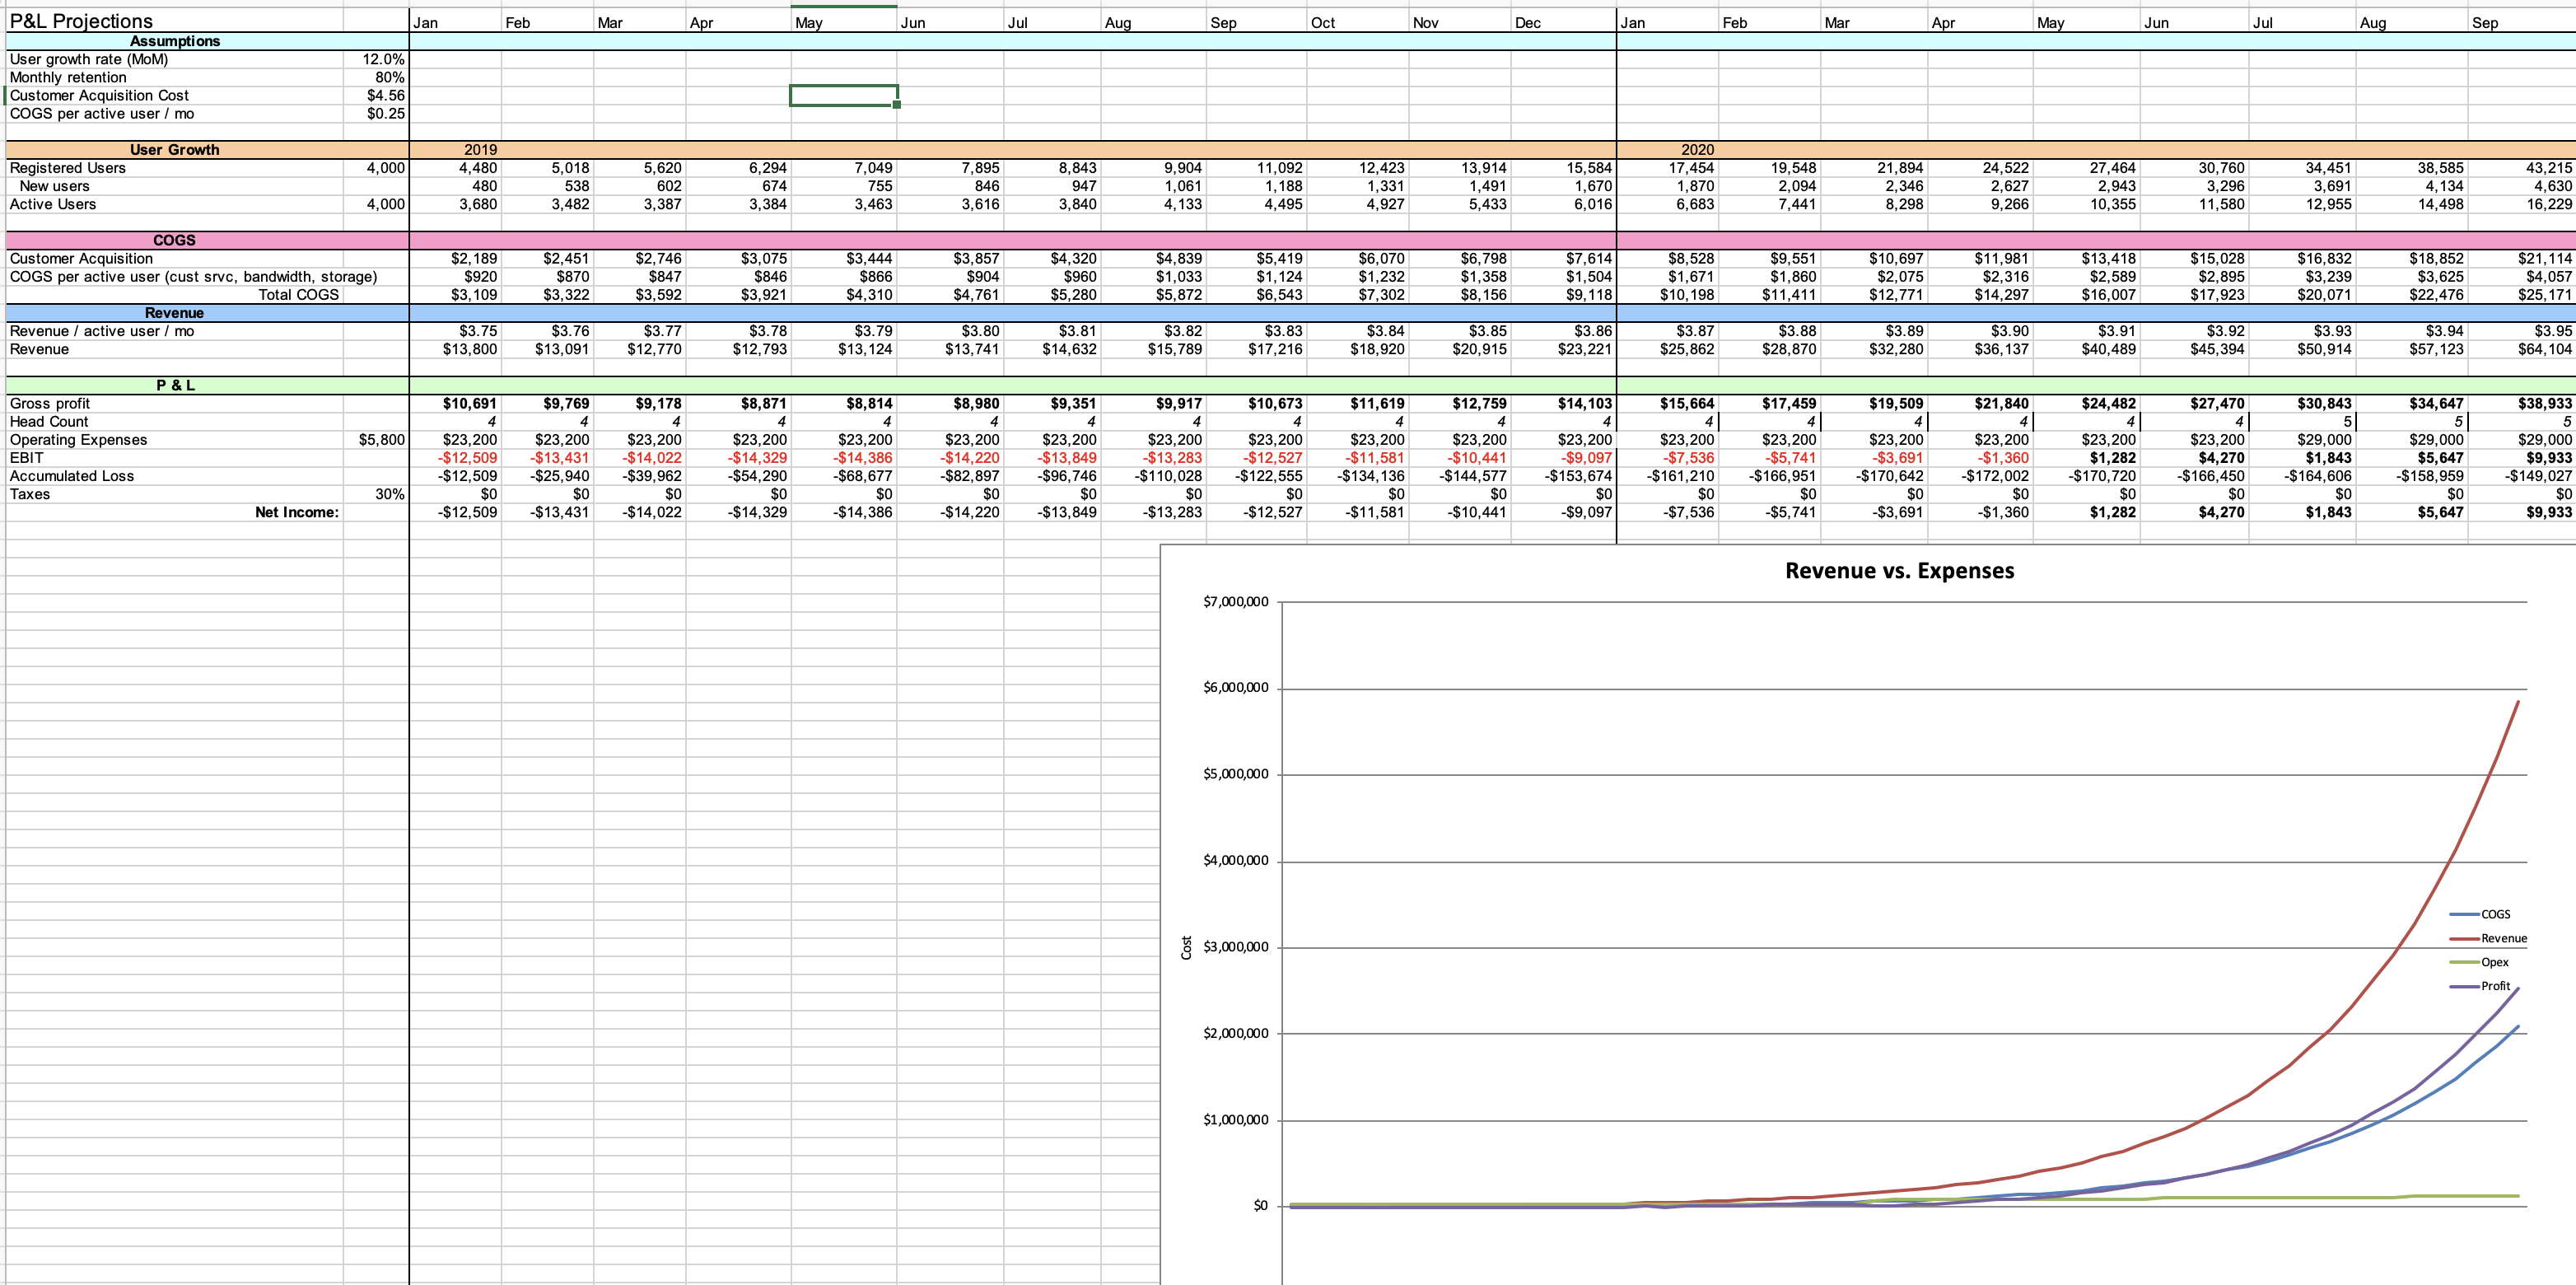 P&L Projections Jan Feb Mar Apr May Jun Jul Aug Sep Oct Nov Dec Jan Feb Mar Apr May Jun Jul Aug Sep
Assumptions
User growth rate (MoM) 12.0%
Monthly retention 80%
Customer Acquisition Cost $4.56
COGS per active user / mo $0.25
User Growth 2019 2020
Registered Users 4,000 4,480 5,018 5,620 6,294 7,049 7,895 8,843 9,904 11,092 12,423 13,914 15,584 17,454 19,548 21,894 24,522 27,464 30,760 34,451 38,585 43,215
New users 480 538 602 674 755 846 947 1,061 1,188 1,331 1,491 1,670 1,870 2,094 2,346 2,627 2,943 3,296 3,691 4,134 4,630
Active Users 4,000 3,680 3,482 3,387 3,384 3,463 3,616 3,840 4,133 4,495 4,927 5,433 6,016 6,683 7,441 8,298 9,266 10,355 11,580 12,955 14,498 16,229
COGS
Customer Acquisition $2,189 $2,451 $2,746 $3,075 $3,444 $3,857 $4,320 $4,839 $5,419 $6,070 $6,798 $7,614 $8,528 $9,551 $10,697 $11,981 $13,418 $15,028 $16,832 $18,852 $21,114
COGS per active user (cust srvc, bandwidth, storage) $920 $870 $847 $846 $866 $904 $960 $1,033 $1,124 $1,232 $1,358 $1,504 $1,671 $1,860 $2,075 $2,316 $2,589 $2,895 $3,239 $3,625 $4,057
Total COGS $3,109 $3,322 $3,592 $3,921 $4,310 $4,761 $5,280 $5,872 $6,543 $7,302 $8,156 $9,118 $10,198 $11,411 $12,771 $14,297 $16,007 $17,923 $20,071 $22,476 $25,171
Revenue
Revenue / active user / mo $3.75 $3.76 $3.77 $3.78 $3.79 $3.80 $3.81 $3.82 $3.83 $3.84 $3.85 $3.86 $3.87 $3.88 $3.89 $3.90 $3.91 $3.92 $3.93 $3.94 $3.95
Revenue $13,800 $13,091 $12,770 $12,793 $13,124 $13,741 $14,632 $15,789 $17,216 $18,920 $20,915 $23,221 $25,862 $28,870 $32,280 $36,137 $40,489 $45,394 $50,914 $57,123 $64,104
P & L
Gross profit $10,691 $9,769 $9,178 $8,871 $8,814 $8,980 $9,351 $9,917 $10,673 $11,619 $12,759 $14,103 $15,664 $17,459 $19,509 $21,840 $24,482 $27,470 $30,843 $34,647 $38,933
Head Count 4 4 4 4 4 4 4 4 4 4 4 4 4 4 4 4 4 4 5 5 5
Operating Expenses $5,800 $23,200 $23,200 $23,200 $23,200 $23,200 $23,200 $23,200 $23,200 $23,200 $23,200 $23,200 $23,200 $23,200 $23,200 $23,200 $23,200 $23,200 $23,200 $29,000 $29,000 $29,000
EBIT -$12,509 -$13,431 -$14,022 -$14,329 -$14,386 -$14,220 -$13,849 -$13,283 -$12,527 -$11,581 -$10,441 -$9,097 -$7,536 -$5,741 -$3,691 -$1,360 $1,282 $4,270 $1,843 $5,647 $9,933
Accumulated Loss -$12,509 -$25,940 -$39,962 -$54,290 -$68,677 -$82,897 -$96,746 -$110,028 -$122,555 -$134,136 -$144,577 -$153,674 -$161,210 -$166,951 -$170,642 -$172,002 -$170,720 -$166,450 -$164,606 -$158,959 -$149,027
Taxes 30% $0 $0 $0 $0 $0 $0 $0 $0 $0 $0 $0 $0 $0 $0 $0 $0 $0 $0 $0 $0 $0
Net Income: -$12,509 -$13,431 -$14,022 -$14,329 -$14,386 -$14,220 -$13,849 -$13,283 -$12,527 -$11,581 -$10,441 -$9,097 -$7,536 -$5,741 -$3,691 -$1,360 $1,282 $4,270 $1,843 $5,647 $9,933
Revenue vs. Expenses
$7,000,000
$6,000,000
$5,000,000
$4,000,000
$3,000,000
$2,000,000
$1,000,000
$0
Cost
COGS
Revenue
Opex
Profit